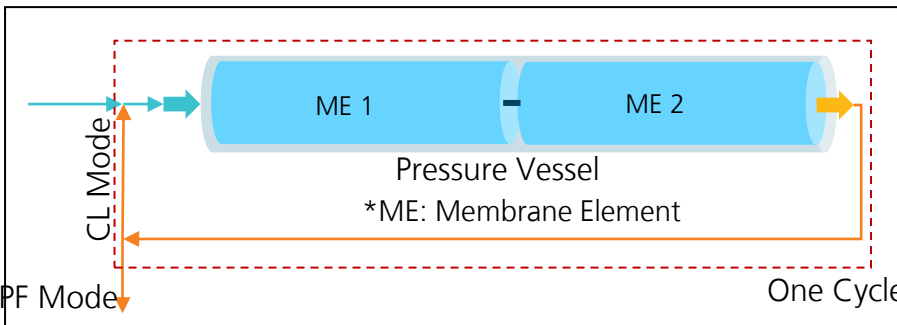 ME 1
ME 2
CL Mode
Pressure Vessel
*ME: Membrane Element
PF Mode
One Cycle